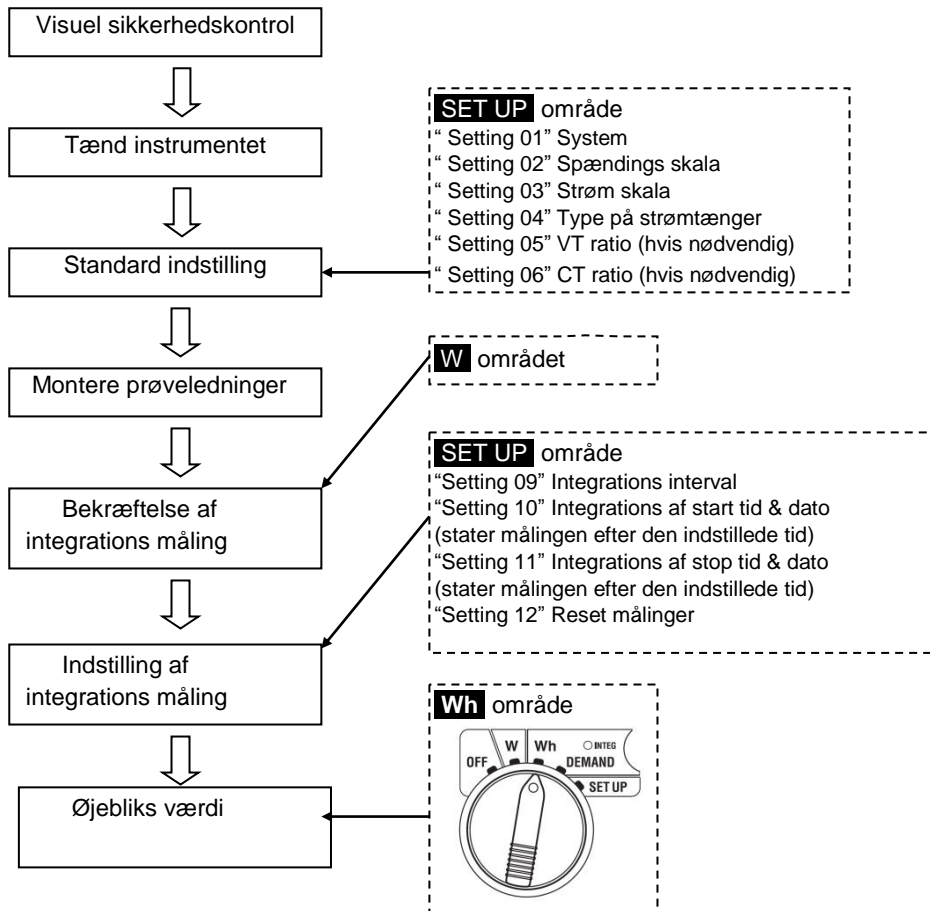 Visuel sikkerhedskontrol
Tænd instrumentet
Standard indstilling
Montere prøveledninger
Bekræftelse af
integrations måling
Indstilling af
integrations måling
Øjebliks værdi
SET UP område
“ Setting 01” System
“ Setting 02” Spændings skala
“ Setting 03” Strøm skala
“ Setting 04” Type på strømtænger
“ Setting 05” VT ratio (hvis nødvendig)
“ Setting 06” CT ratio (hvis nødvendig)
W området
SET UP område
“Setting 09” Integrations interval
“Setting 10” Integrations af start tid & dato
(stater målingen efter den indstillede tid)
“Setting 11” Integrations af stop tid & dato
(stater målingen efter den indstillede tid)
“Setting 12” Reset målinger
Wh område
OFF W Wh INTEG
DEMAND
SET UP